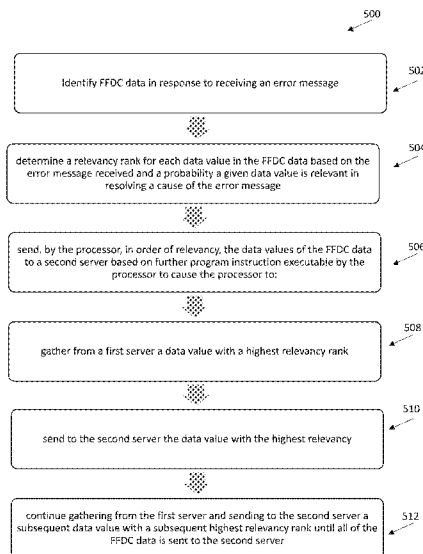 500
Identify FFDC data in response to receiving an error message
502
determine a relevancy rank for each data value in the FFDC data based on the
error message received and a probability a given data value is relevant in
resolving a cause of the error message
504
send, by the processor, in order of relevancy, the data values of the FFDC data
to a second server based on further program instruction executable by the
processor to cause the processor to:
506
gather from a first server a data value with a highest relevancy rank
508
send to the second server the data value with the highest relevancy
510
continue gathering from the first server and sending to the second server a
subsequent data value with a subsequent highest relevancy rank until all of the
FFDC data is sent to the second server
512